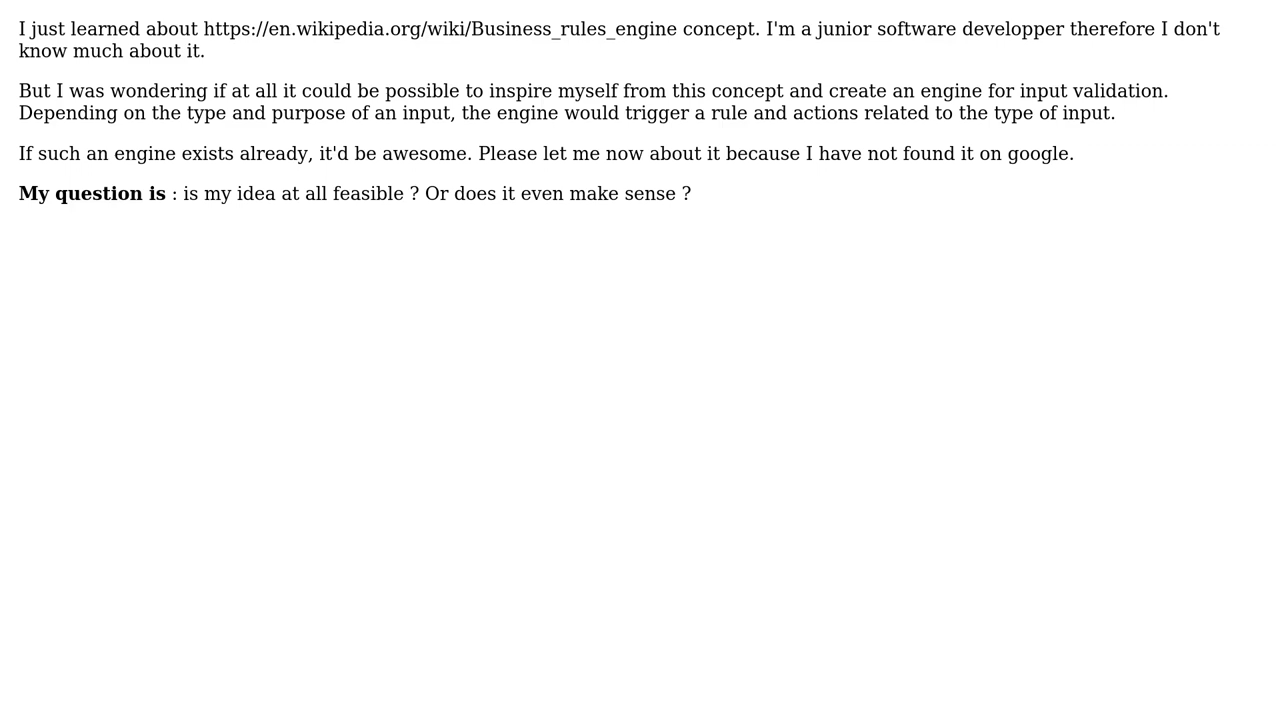 I just learned about https://en.wikipedia.org/wiki/Business_rules_engine concept. I'm a junior software developper therefore I don't
know much about it.
But I was wondering if at all it could be possible to inspire myself from this concept and create an engine for input validation.
Depending on the type and purpose of an input, the engine would trigger a rule and actions related to the type of input.
If such an engine exists already, it'd be awesome. Please let me now about it because I have not found it on google.
My question is : is my idea at all feasible ? Or does it even make sense ?